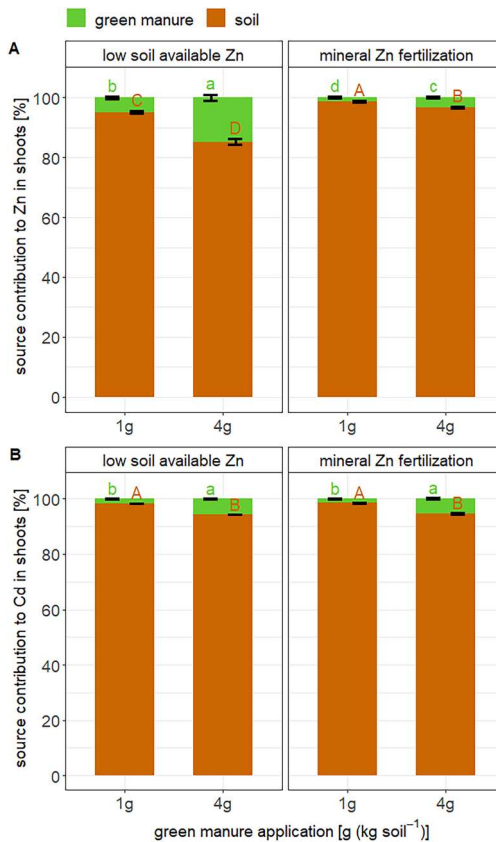 green manure soil
A
low soil available Zn mineral Zn fertilization
b C a D d A c B
source contribution to Zn in shoots [%]
100
80
60
40
20
0
1g 4g 1g 4g
B
low soil available Zn mineral Zn fertilization
b A a B b A a B
source contribution to Cd in shoots [%]
100
80
60
40
20
0
1g 4g 1g 4g
green manure application [g (kg soil⁻¹)]